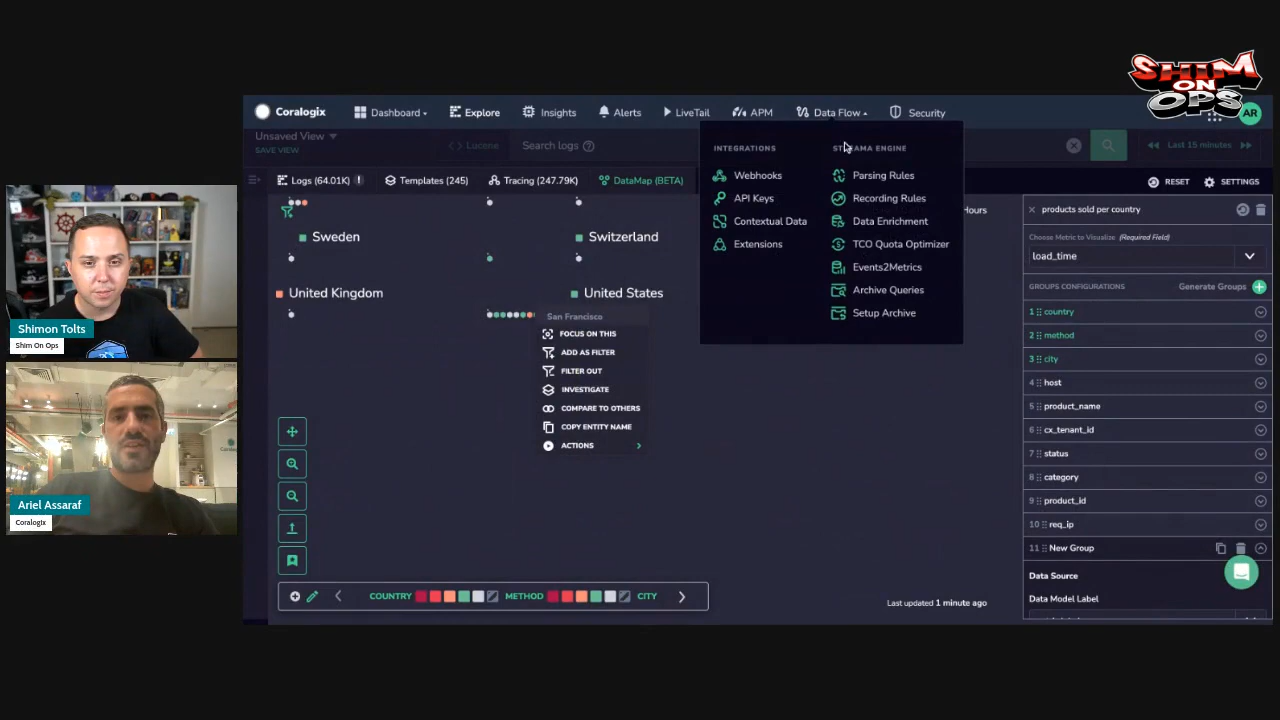 SHIM
ON
OPS
Coralogix
Dashboard
Explore
Insights
Alerts
LiveTail
APM
Data Flow
Security
AR
Unsaved View
SAVE VIEW
Lucene
Search logs
Last 15 minutes
Logs (64.01K)
Templates (245)
Tracing (247.79K)
DataMap (BETA)
RESET
SETTINGS
INTEGRATIONS
Webhooks
API Keys
Contextual Data
Extensions
ENGINE
Parsing Rules
Recording Rules
Data Enrichment
TCO Quota Optimizer
Events2Metrics
Archive Queries
Setup Archive
Hours
Sweden
Switzerland
United Kingdom
United States
San Francisco
FOCUS ON THIS
ADD AS FILTER
FILTER OUT
INVESTIGATE
COMPARE TO OTHERS
COPY ENTITY NAME
ACTIONS
products sold per country
Choose Metric to Visualize (Required Field)
load_time
GROUPS CONFIGURATIONS
Generate Groups
1 country
2 method
3 city
4 host
5 product_name
6 cx_tenant_id
7 status
8 category
9 product_id
10 req_ip
11 New Group
Data Source
Data Model Label
COUNTRY
METHOD
CITY
Last updated 1 minute ago
Shimon Tolts
Shim On Ops
Ariel Assaraf
Coralogix